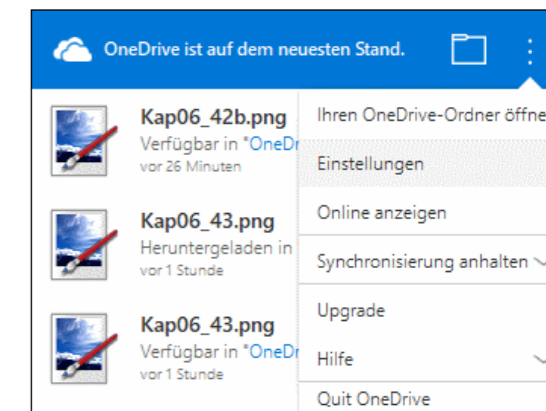 OneDrive ist auf dem neuesten Stand.
Kap06_42b.png
Verfügbar in "OneDr
vor 26 Minuten
Kap06_43.png
Heruntergeladen in
vor 1 Stunde
Kap06_43.png
Verfügbar in "OneDr
vor 1 Stunde
Ihren OneDrive-Ordner öffne
Einstellungen
Online anzeigen
Synchronisierung anhalten
Upgrade
Hilfe
Quit OneDrive